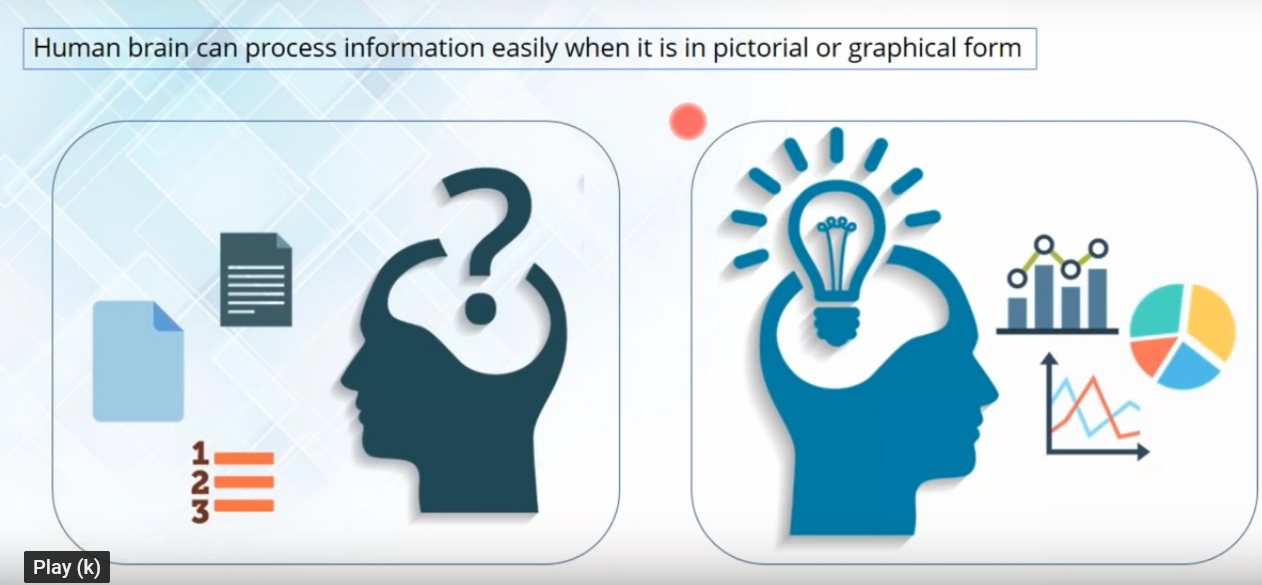 Human brain can process information easily when it is in pictorial or graphical form
?
1
2
3
Play (k)